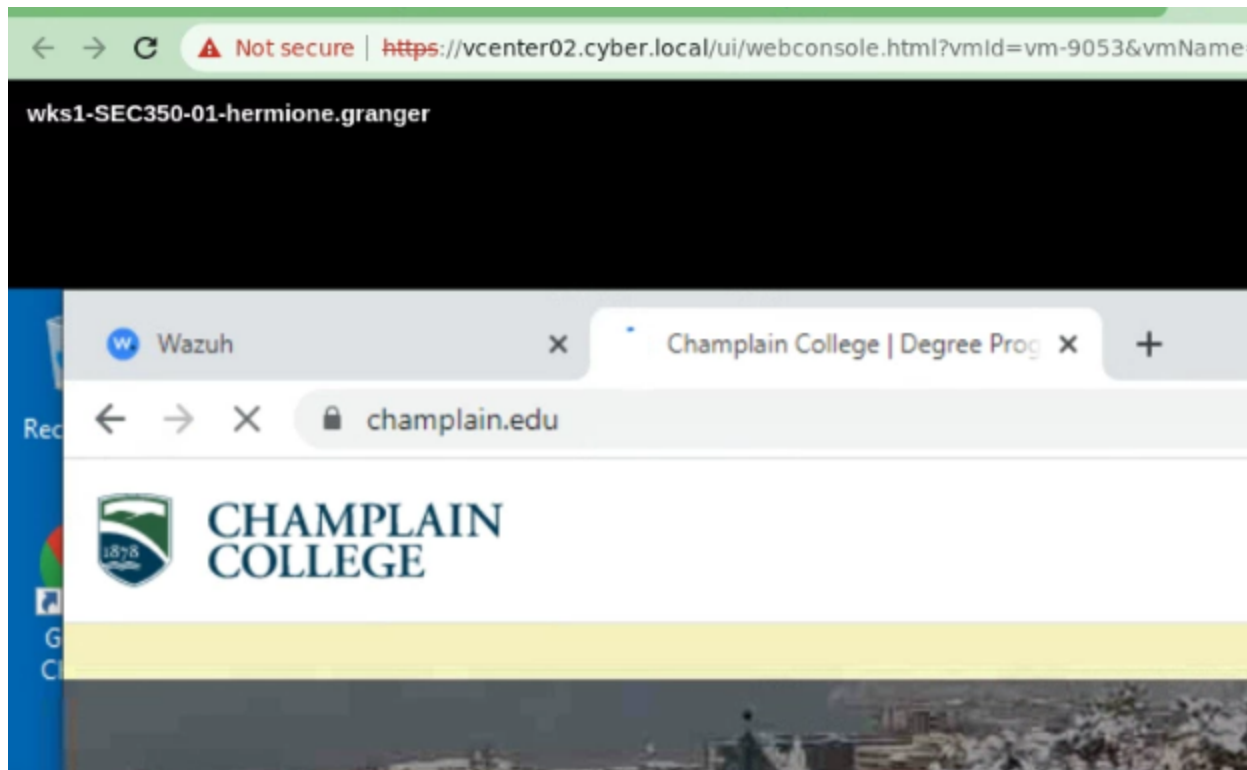 Not secure | https://vcenter02.cyber.local/ui/webconsole.html?vmId=vm-9053&vmName
wks1-SEC350-01-hermione.granger
Wazuh
Champlain College | Degree Prog
champlain.edu
Rec
CHAMPLAIN
COLLEGE
1878
G